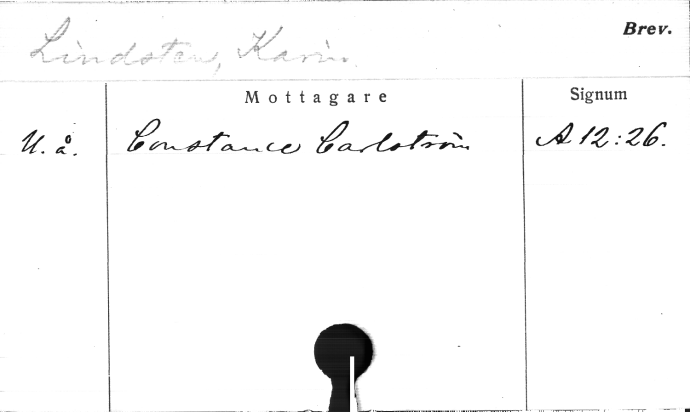 Brev.
Lindsten, Karin.
Mottagare Signum
U. å. Constance Carlström A 12:26.